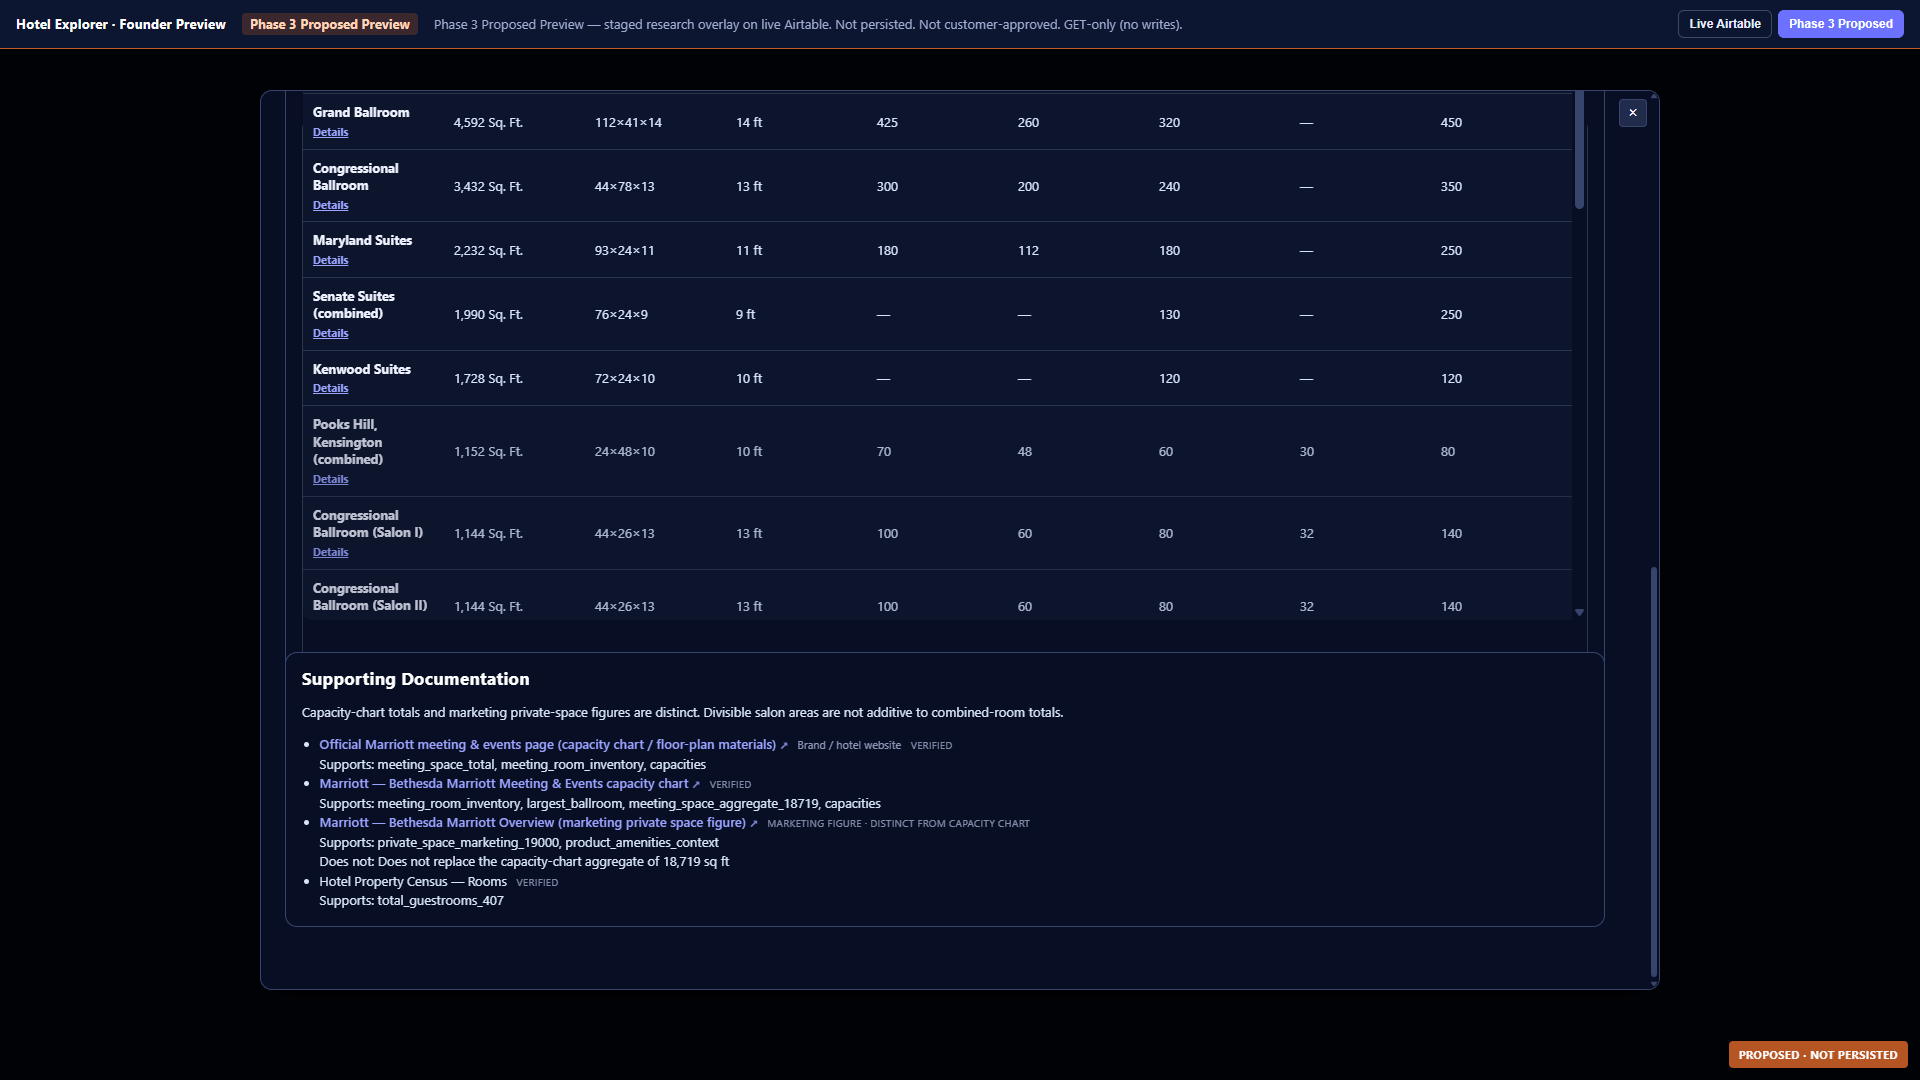 Hotel Explorer · Founder Preview
Phase 3 Proposed Preview
Phase 3 Proposed Preview — staged research overlay on live Airtable. Not persisted. Not customer-approved. GET-only (no writes).
Live Airtable
Phase 3 Proposed
×
Grand Ballroom
Details
4,592 Sq. Ft. 112×41×14 14 ft 425 260 320 — 450
Congressional
Ballroom
Details
3,432 Sq. Ft. 44×78×13 13 ft 300 200 240 — 350
Maryland Suites
Details
2,232 Sq. Ft. 93×24×11 11 ft 180 112 180 — 250
Senate Suites
(combined)
Details
1,990 Sq. Ft. 76×24×9 9 ft — — 130 — 250
Kenwood Suites
Details
1,728 Sq. Ft. 72×24×10 10 ft — — 120 — 120
Pooks Hill,
Kensington
(combined)
Details
1,152 Sq. Ft. 24×48×10 10 ft 70 48 60 30 80
Congressional
Ballroom (Salon I)
Details
1,144 Sq. Ft. 44×26×13 13 ft 100 60 80 32 140
Congressional
Ballroom (Salon II)
1,144 Sq. Ft. 44×26×13 13 ft 100 60 80 32 140
Supporting Documentation
Capacity-chart totals and marketing private-space figures are distinct. Divisible salon areas are not additive to combined-room totals.
• Official Marriott meeting & events page (capacity chart / floor-plan materials) ↗ Brand / hotel website VERIFIED
Supports: meeting_space_total, meeting_room_inventory, capacities
• Marriott — Bethesda Marriott Meeting & Events capacity chart ↗ VERIFIED
Supports: meeting_room_inventory, largest_ballroom, meeting_space_aggregate_18719, capacities
• Marriott — Bethesda Marriott Overview (marketing private space figure) ↗ MARKETING FIGURE · DISTINCT FROM CAPACITY CHART
Supports: private_space_marketing_19000, product_amenities_context
Does not: Does not replace the capacity-chart aggregate of 18,719 sq ft
• Hotel Property Census — Rooms VERIFIED
Supports: total_guestrooms_407
PROPOSED · NOT PERSISTED